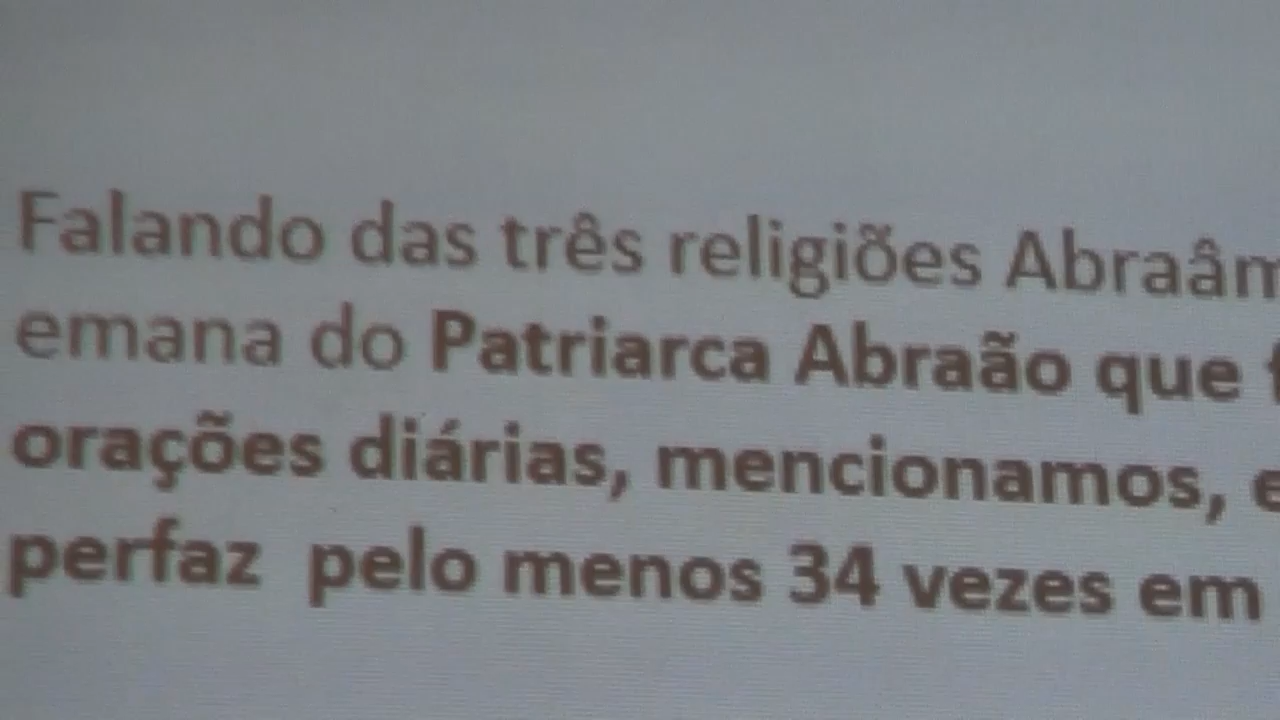 Falando das três religiões Abraâm
emana do Patriarca Abraão que
orações diárias, mencionamos, e
perfaz pelo menos 34 vezes em